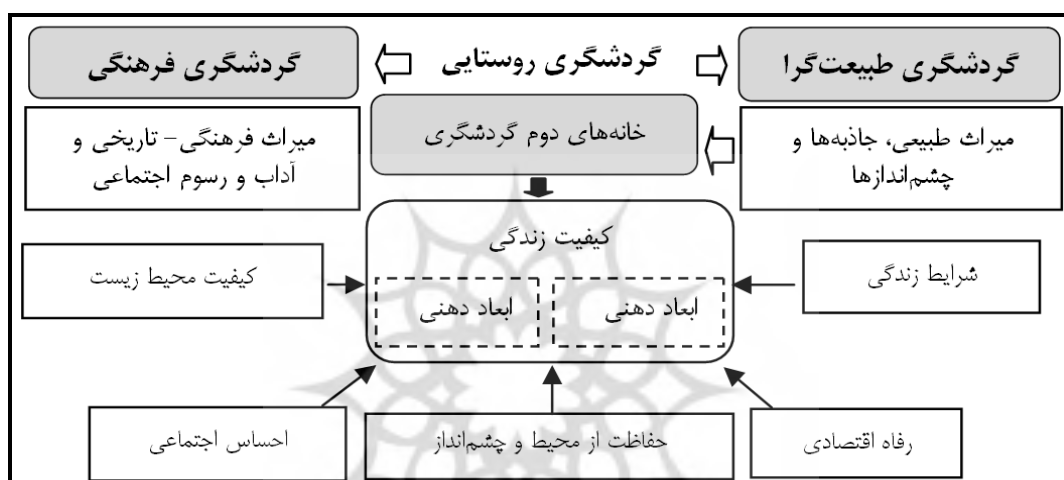 گردشگری طبیعت‌گرا
گردشگری روستایی
گردشگری فرهنگی
میراث طبیعی، جاذبه‌ها و
چشم‌اندازها
خانه‌های دوم گردشگری
میراث فرهنگی- تاریخی و
آداب و رسوم اجتماعی
کیفیت زندگی
شرایط زندگی
ابعاد دهنی
ابعاد دهنی
کیفیت محیط زیست
رفاه اقتصادی
حفاظت از محیط و چشم‌انداز
احساس اجتماعی